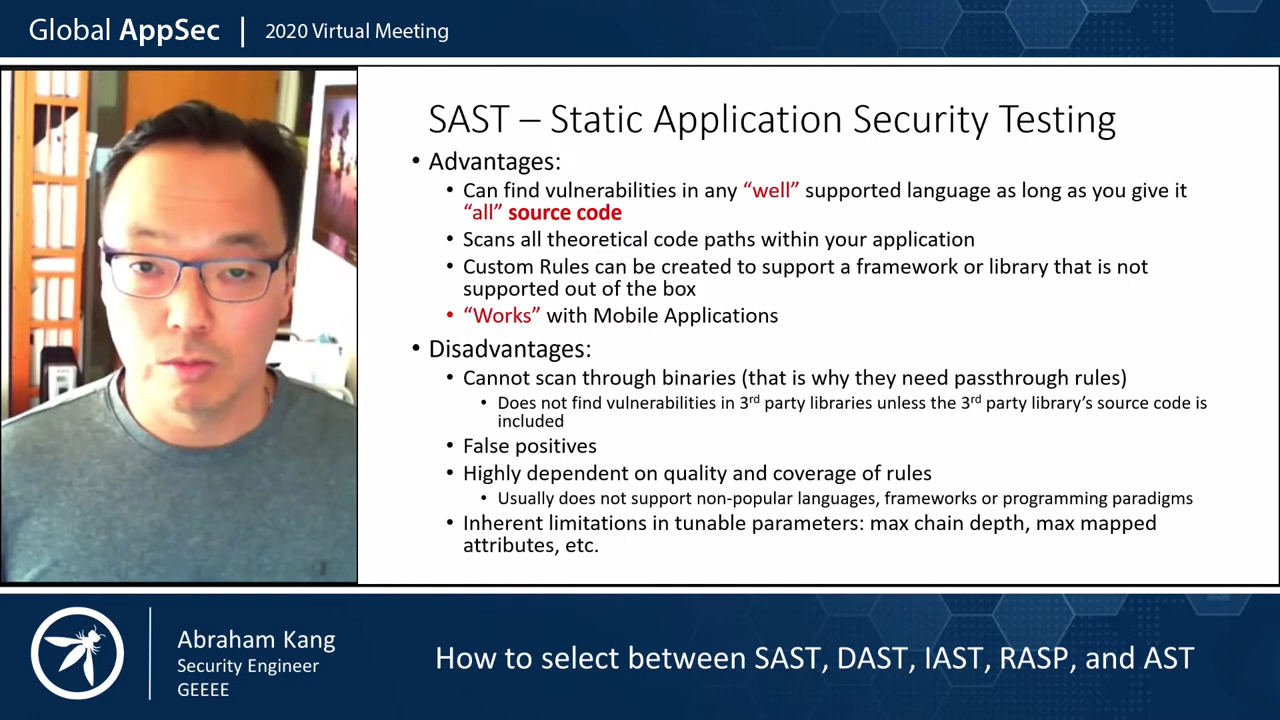 Global AppSec | 2020 Virtual Meeting
SAST – Static Application Security Testing
• Advantages:
• Can find vulnerabilities in any “well” supported language as long as you give it
“all” source code
• Scans all theoretical code paths within your application
• Custom Rules can be created to support a framework or library that is not
supported out of the box
• “Works” with Mobile Applications
• Disadvantages:
• Cannot scan through binaries (that is why they need passthrough rules)
• Does not find vulnerabilities in 3rd party libraries unless the 3rd party library’s source code is
included
• False positives
• Highly dependent on quality and coverage of rules
• Usually does not support non-popular languages, frameworks or programming paradigms
• Inherent limitations in tunable parameters: max chain depth, max mapped
attributes, etc.
Abraham Kang
Security Engineer
GEEEE
How to select between SAST, DAST, IAST, RASP, and AST